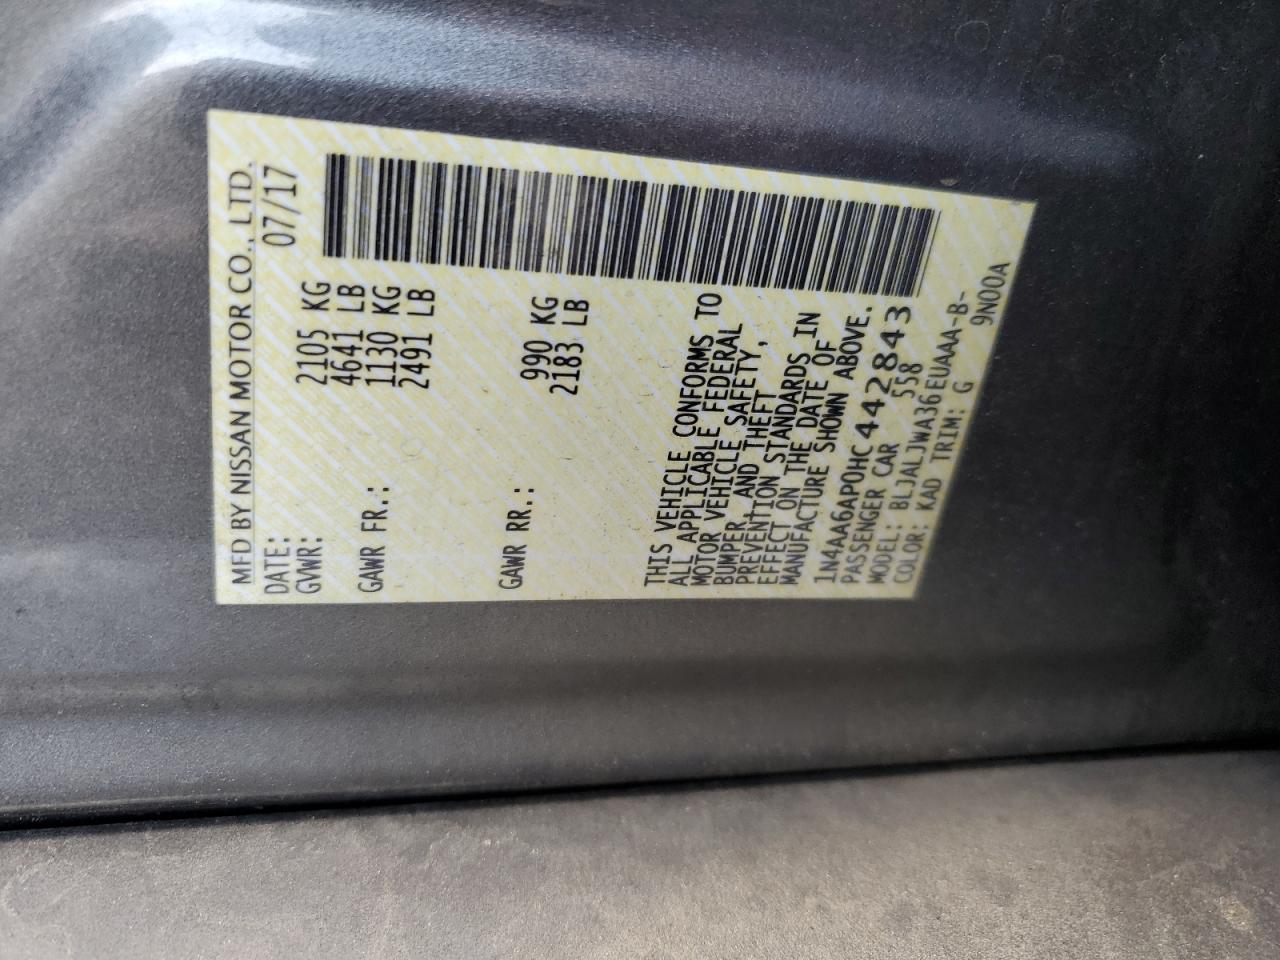 MFD BY NISSAN MOTOR CO., LTD.
DATE: 07/17
GVWR: 2105 KG
4641 LB
GAWR FR.: 1130 KG
2491 LB
GAWR RR.: 990 KG
2183 LB
THIS VEHICLE CONFORMS TO
ALL APPLICABLE FEDERAL
MOTOR VEHICLE SAFETY,
BUMPER, AND THEFT
PREVENTION STANDARDS IN
EFFECT ON THE DATE OF
MANUFACTURE SHOWN ABOVE.
1N4AA6AP0HC442843
PASSENGER CAR 558
MODEL: BLJALJWA36EUAAA-B-
COLOR: KAD TRIM: G 9N00A